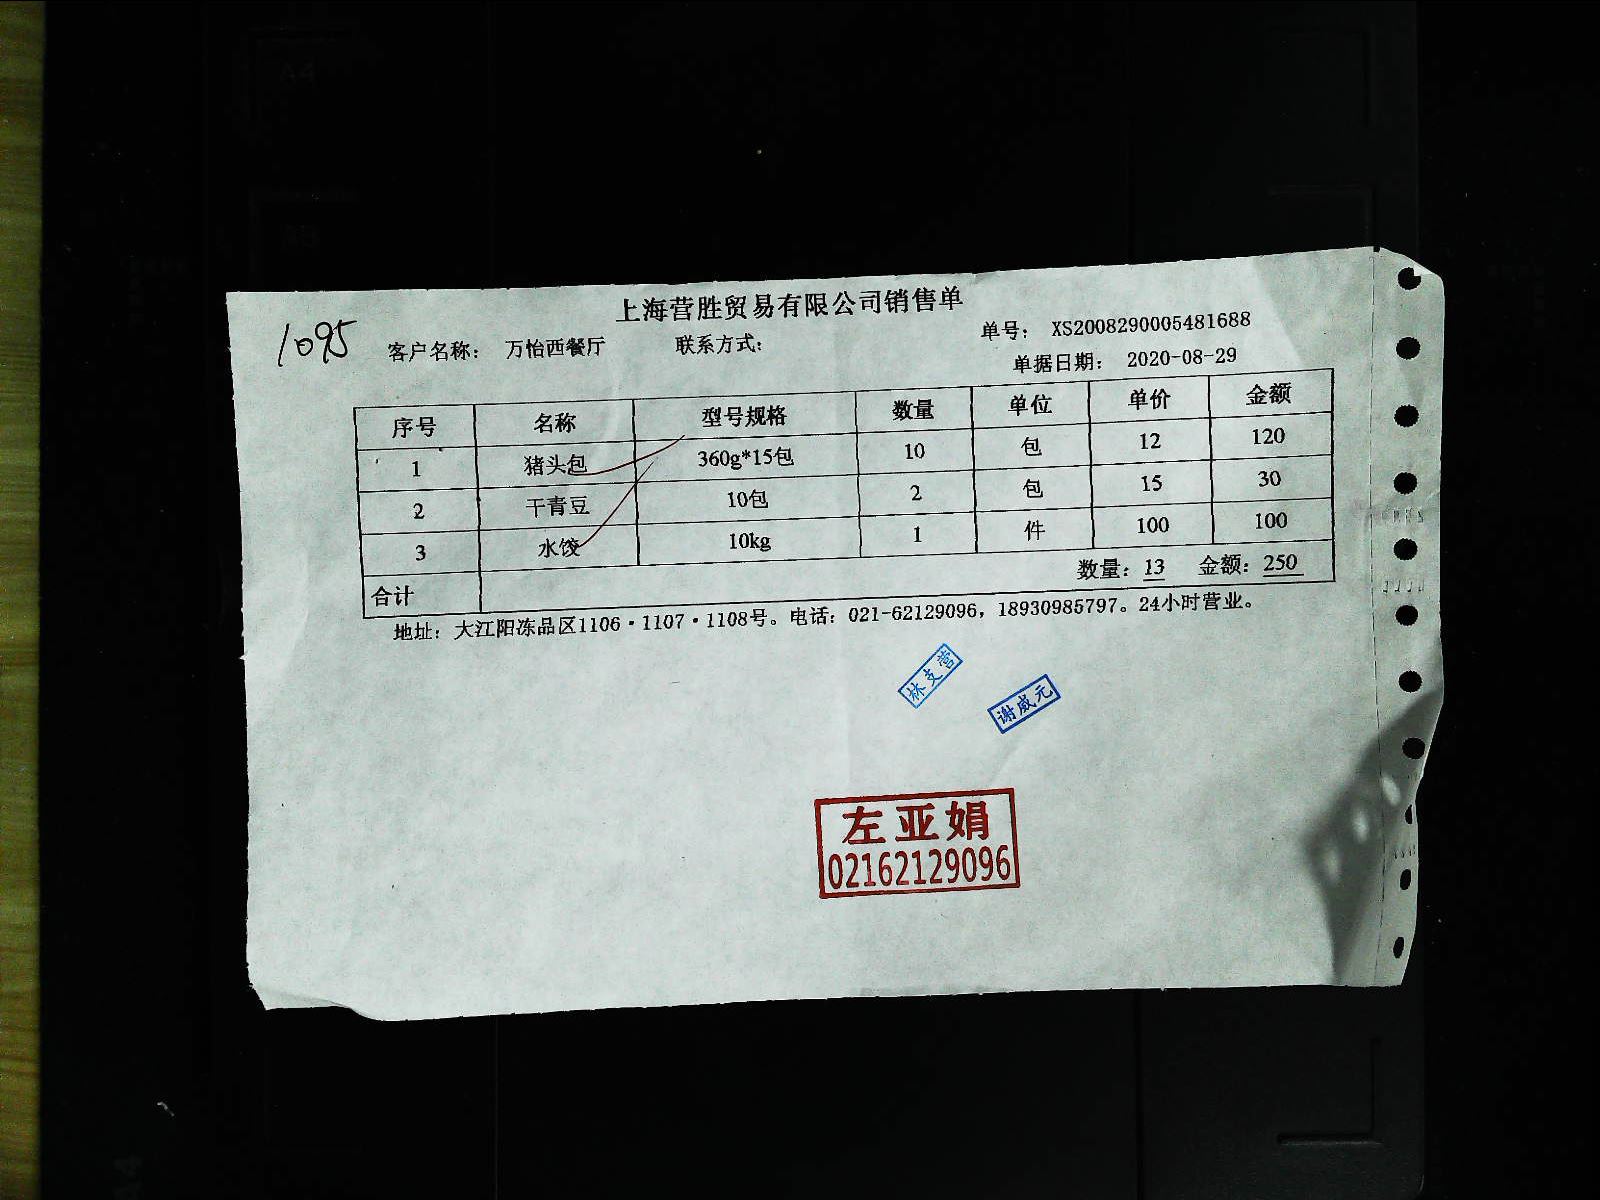 上海营胜贸易有限公司销售单
1095
客户名称： 万怡西餐厅 联系方式： 单号： XS2008290005481688
单据日期： 2020-08-29
序号 名称 型号规格 数量 单位 单价 金额
1 猪头包 360g*15包 10 包 12 120
2 干青豆 10包 2 包 15 30
3 水饺 10kg 1 件 100 100
合计 数量：13 金额：250
地址：大江阳冻品区1106·1107·1108号。电话：021-62129096，18930985797。24小时营业。
林支营
谢威元
左亚娟
02162129096